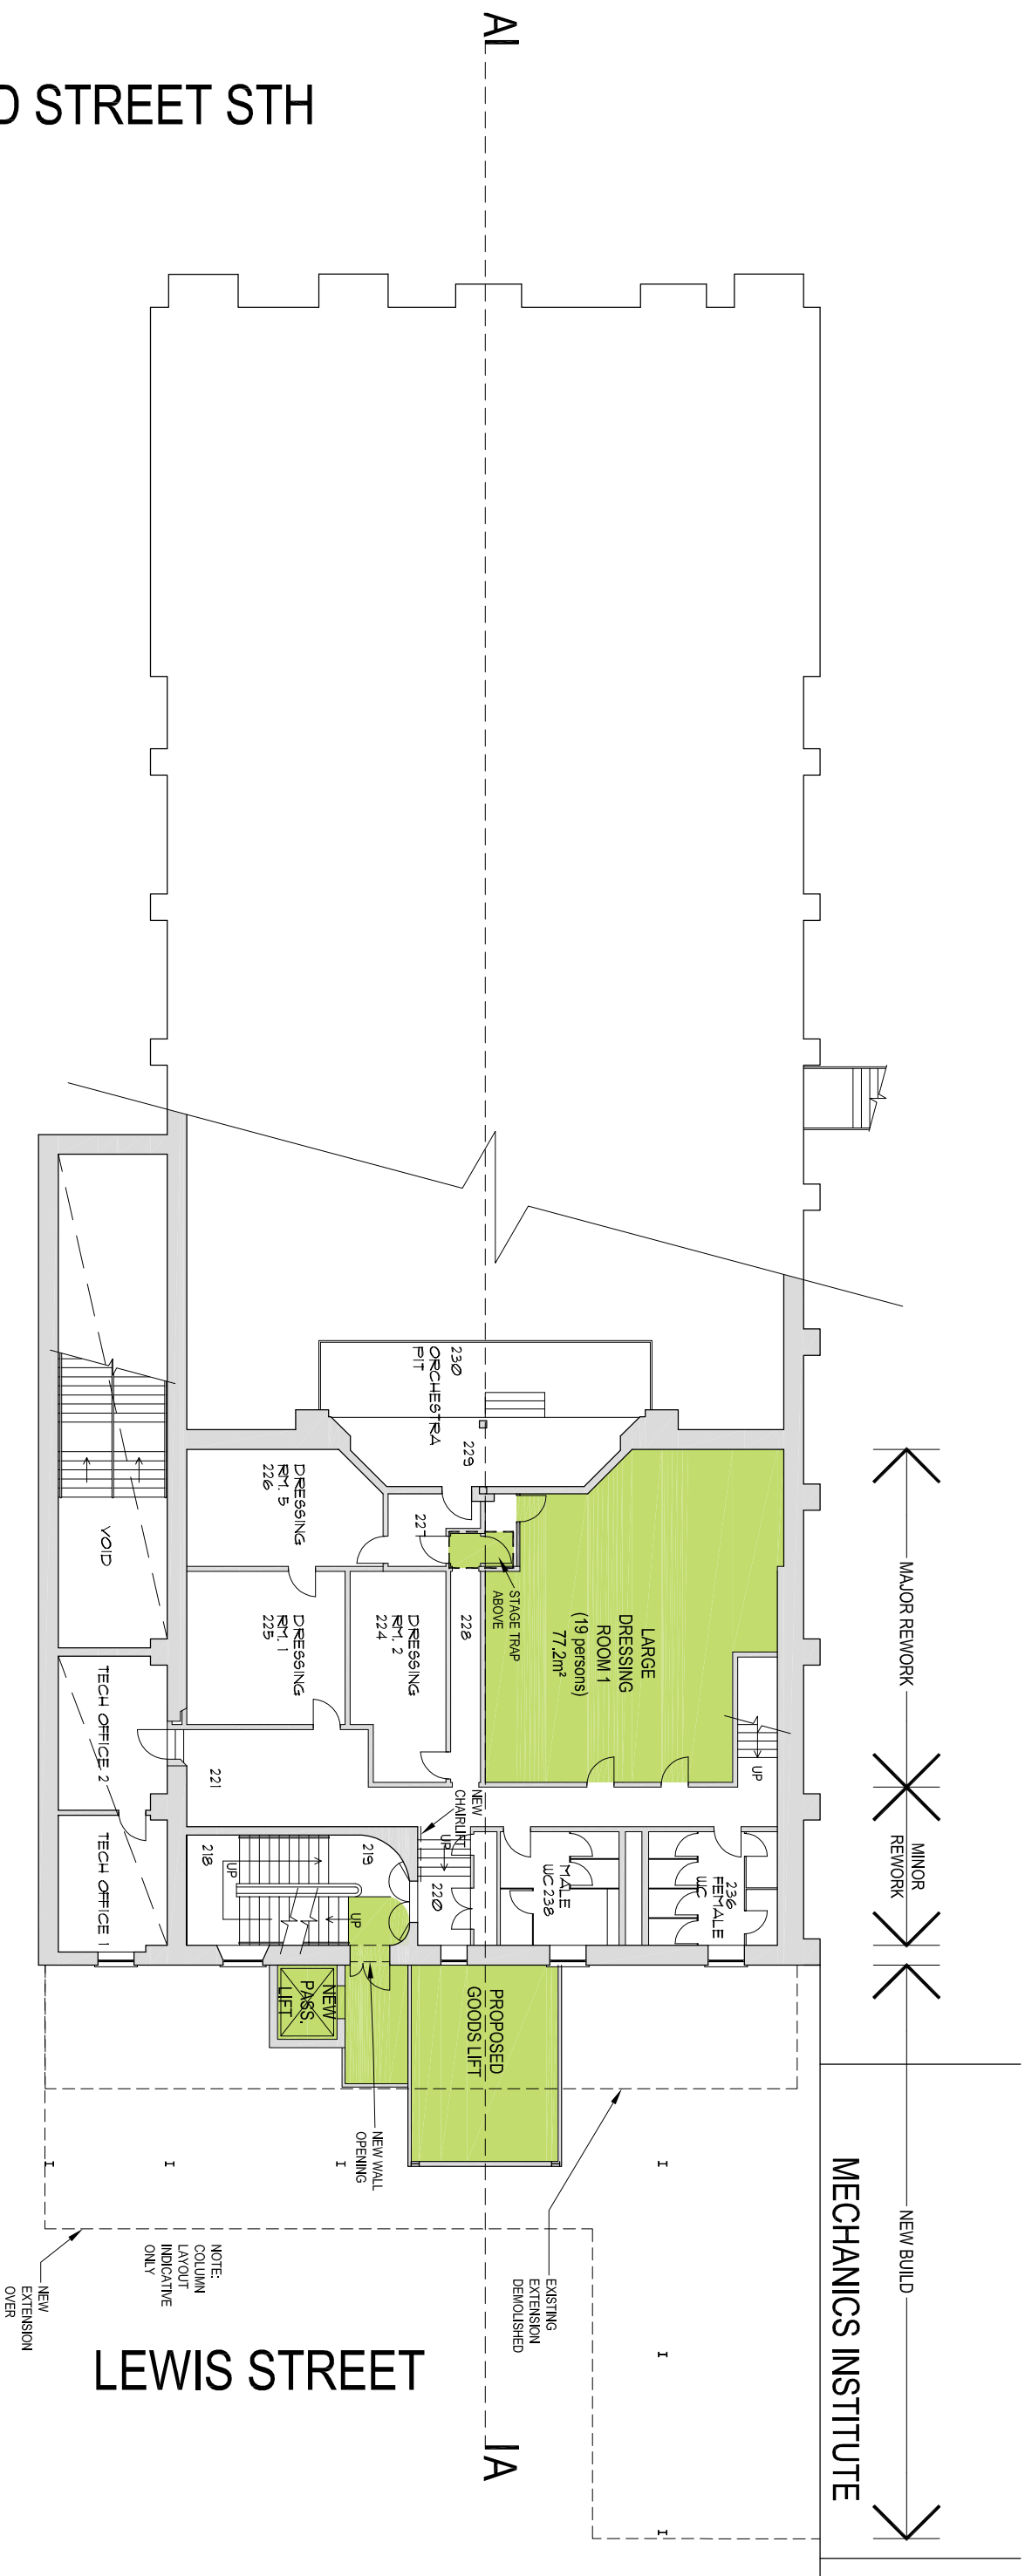 A
D STREET STH
230
ORCHESTRA
PIT
229
DRESSING
RM. 5
226
227
STAGE TRAP
ABOVE
LARGE
DRESSING
ROOM 1
(19 persons)
77.2m²
MAJOR REWORK
VOID
DRESSING
RM. 1
225
DRESSING
RM. 2
224
228
UP
TECH OFFICE 2
221
NEW
CHAIRLIFT
MINOR
REWORK
TECH OFFICE 1
218
UP
219
UP
UP
220
MALE
WC 238
236
FEMALE
WC
NEW
PASS.
LIFT
PROPOSED
GOODS LIFT
NEW WALL
OPENING
MECHANICS INSTITUTE
NEW BUILD
NOTE:
COLUMN
LAYOUT
INDICATIVE
ONLY
NEW
EXTENSION
OVER
EXISTING
EXTENSION
DEMOLISHED
LEWIS STREET
A